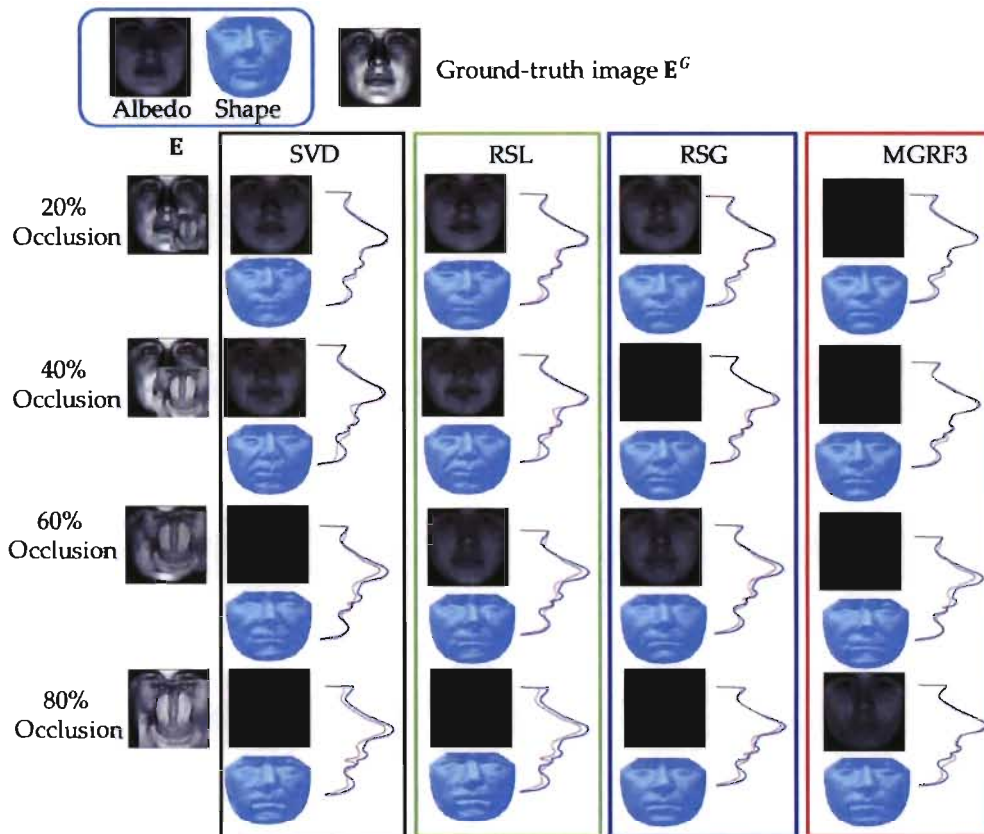 Albedo Shape
Ground-truth image E^G
E
SVD
RSL
RSG
MGRF3
20%
Occlusion
40%
Occlusion
60%
Occlusion
80%
Occlusion